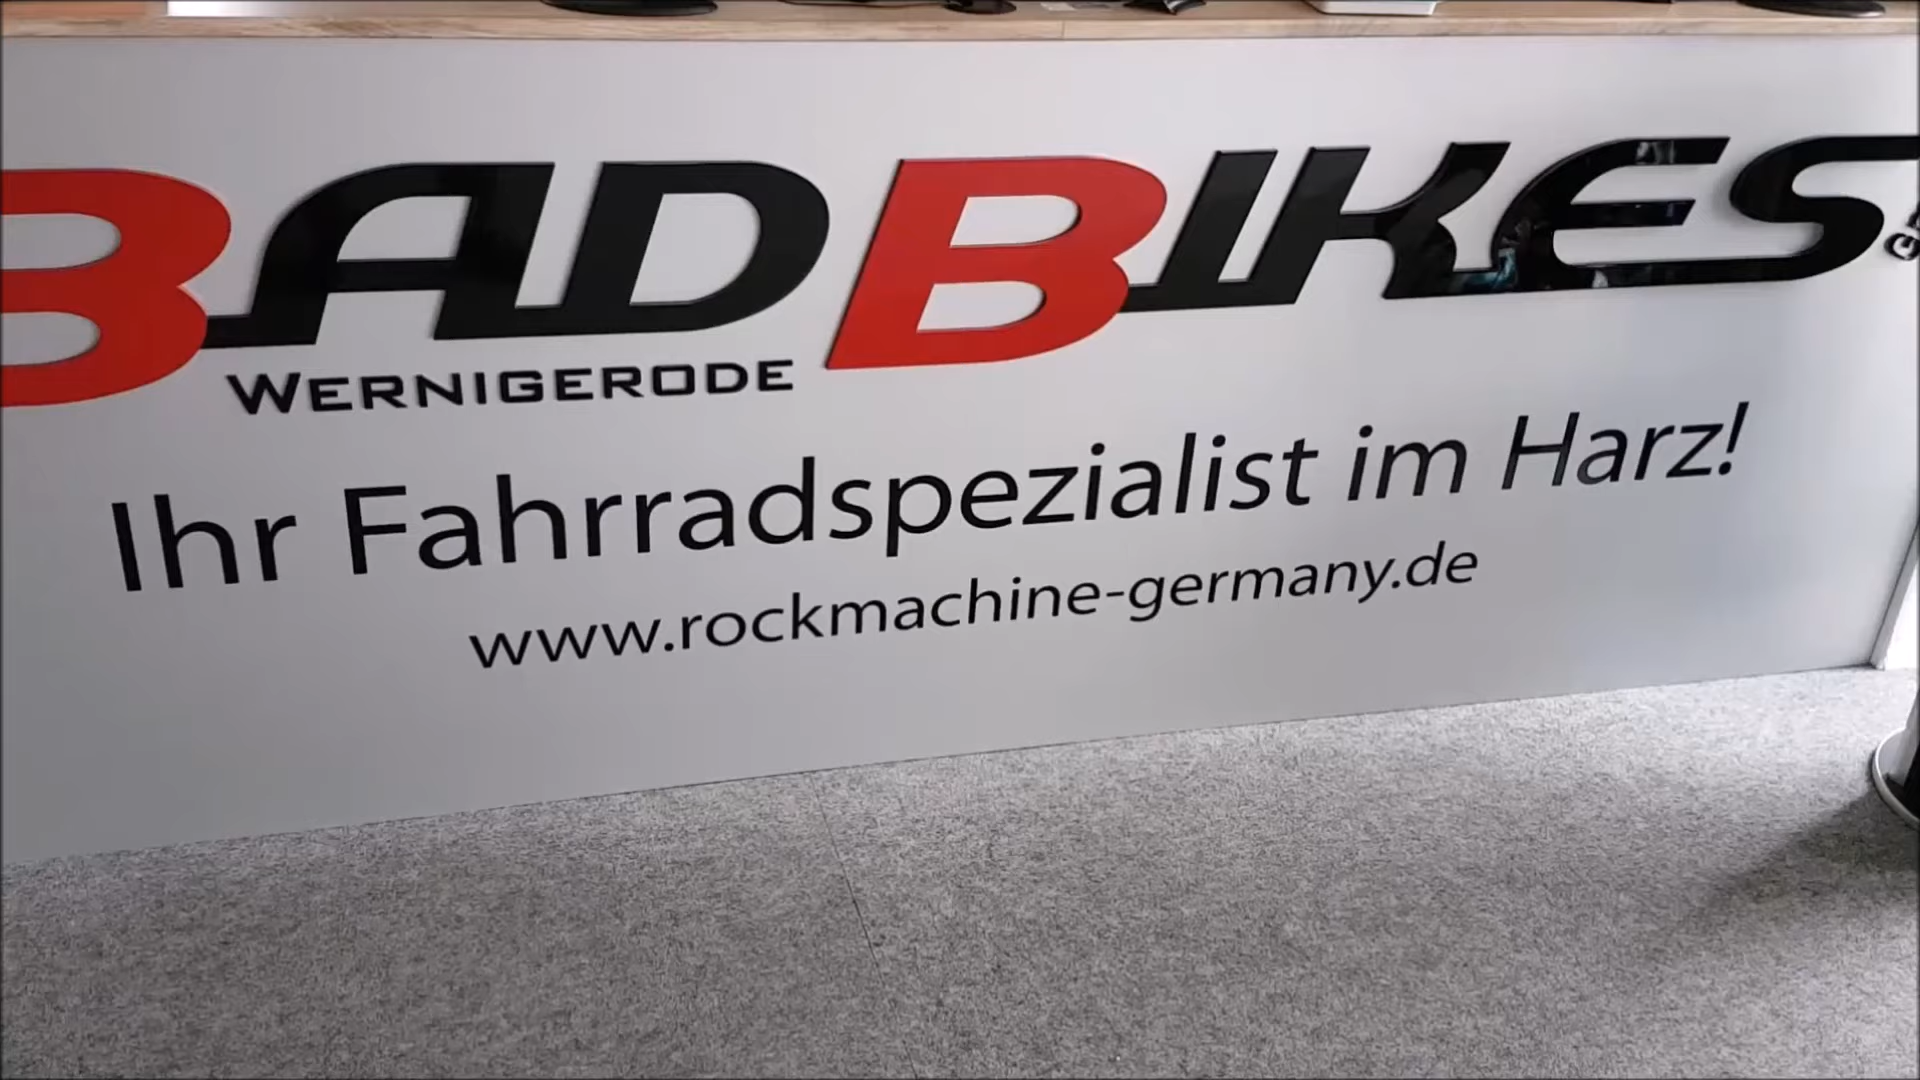 BADBIKES
WERNIGERODE
Ihr Fahrradspezialist im Harz!
www.rockmachine-germany.de